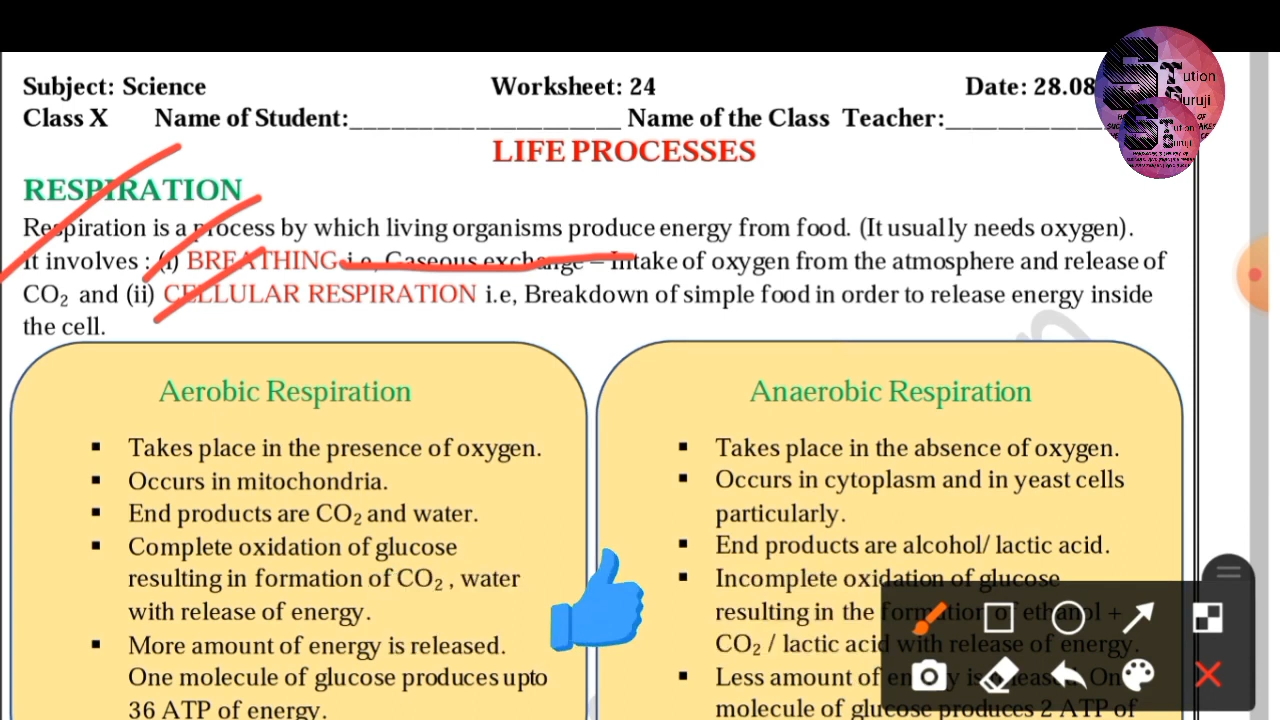 Subject: Science Worksheet: 24 Date: 28.08
Class X Name of Student:____________________ Name of the Class Teacher:____________
LIFE PROCESSES
RESPIRATION
Respiration is a process by which living organisms produce energy from food. (It usually needs oxygen).
It involves : (i) BREATHING i.e, Gaseous exchange – Intake of oxygen from the atmosphere and release of
CO₂ and (ii) CELLULAR RESPIRATION i.e, Breakdown of simple food in order to release energy inside
the cell.
Aerobic Respiration
▪ Takes place in the presence of oxygen.
▪ Occurs in mitochondria.
▪ End products are CO₂ and water.
▪ Complete oxidation of glucose
resulting in formation of CO₂ , water
with release of energy.
▪ More amount of energy is released.
One molecule of glucose produces upto
36 ATP of energy.
Anaerobic Respiration
▪ Takes place in the absence of oxygen.
▪ Occurs in cytoplasm and in yeast cells
particularly.
▪ End products are alcohol/ lactic acid.
▪ Incomplete oxidation of glucose
resulting in the formation of ethanol +
CO₂ / lactic acid with release of energy.
▪ Less amount of energy is released. One
molecule of glucose produces 2 ATP of
S Tution
Guruji
S Tution
Guruji